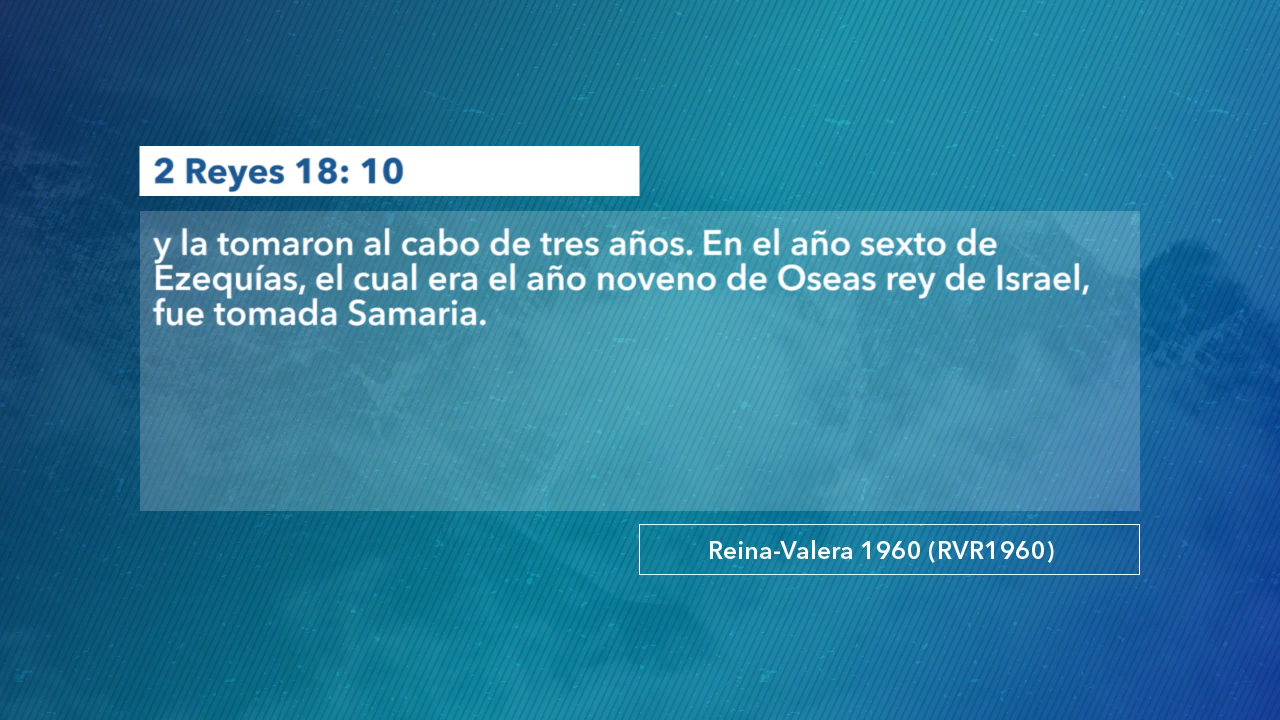 2 Reyes 18: 10
y la tomaron al cabo de tres años. En el año sexto de
Ezequías, el cual era el año noveno de Oseas rey de Israel,
fue tomada Samaria.
Reina-Valera 1960 (RVR1960)